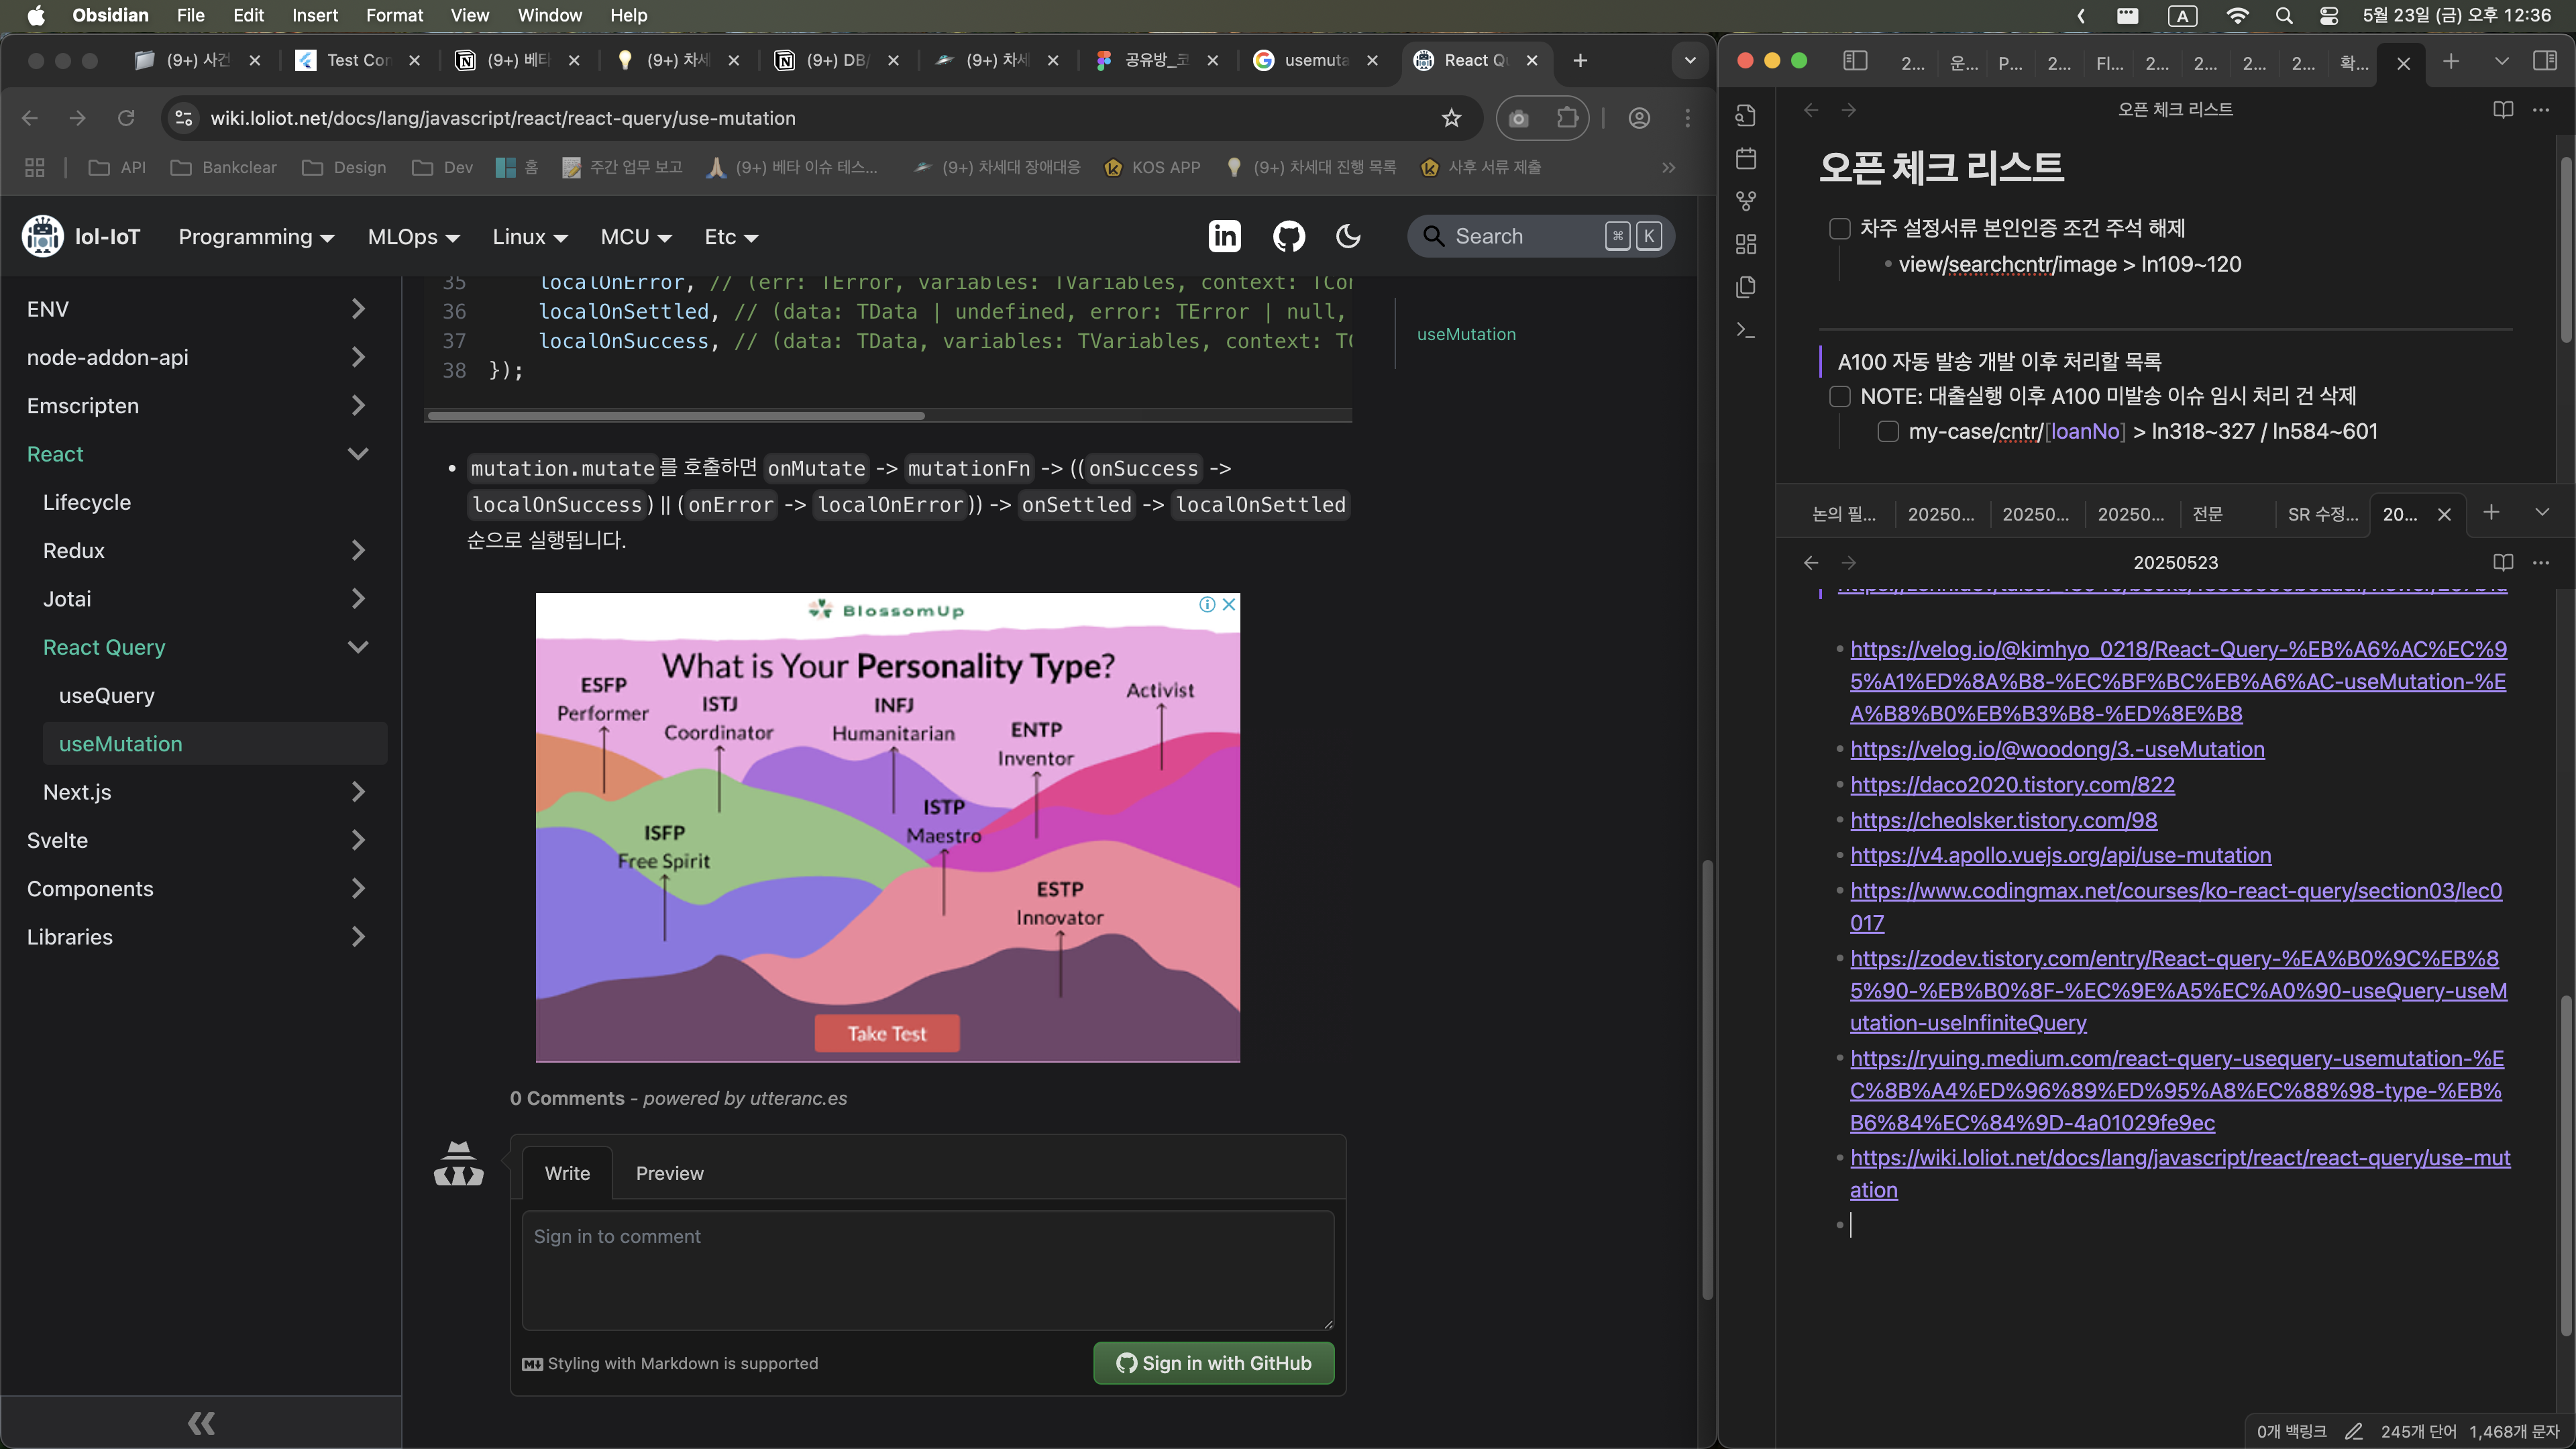 Obsidian File Edit Insert Format View Window Help
A 5월 23일 (금) 오후 12:36
(9+) 사건
Test Con
(9+) 베타
(9+) 차세
(9+) DB/
(9+) 차세
공유방_코
usemuta
React Qu
wiki.loliot.net/docs/lang/javascript/react/react-query/use-mutation
API Bankclear Design Dev 홈 주간 업무 보고 (9+) 베타 이슈 테스... (9+) 차세대 장애대응 KOS APP (9+) 차세대 진행 목록 사후 서류 제출
lol-IoT Programming MLOps Linux MCU Etc
Search ⌘ K
ENV
node-addon-api
Emscripten
React
Lifecycle
Redux
Jotai
React Query
useQuery
useMutation
Next.js
Svelte
Components
Libraries
35 localOnError, // (err: TError, variables: TVariables, context: TCon
36 localOnSettled, // (data: TData | undefined, error: TError | null,
37 localOnSuccess, // (data: TData, variables: TVariables, context: TC
38 });
useMutation
mutation.mutate를 호출하면 onMutate -> mutationFn -> ((onSuccess ->
localOnSuccess) || (onError -> localOnError)) -> onSettled -> localOnSettled
순으로 실행됩니다.
BlossomUp
What is Your Personality Type?
ESFP
Performer
ISTJ
Coordinator
INFJ
Humanitarian
ENTP
Inventor
Activist
ISFP
Free Spirit
ISTP
Maestro
ESTP
Innovator
Take Test
0 Comments - powered by utteranc.es
Write Preview
Sign in to comment
Styling with Markdown is supported
Sign in with GitHub
2... 운... P... 2... Fl... 2... 2... 2... 2... 확...
오픈 체크 리스트
오픈 체크 리스트
차주 설정서류 본인인증 조건 주석 해제
view/searchcntr/image > ln109~120
A100 자동 발송 개발 이후 처리할 목록
NOTE: 대출실행 이후 A100 미발송 이슈 임시 처리 건 삭제
my-case/cntr/[loanNo] > ln318~327 / ln584~601
논의 필... 20250... 20250... 20250... 전문 SR 수정... 20...
20250523
https://velog.io/@kimhyo_0218/React-Query-%EB%A6%AC%EC%9
5%A1%ED%8A%B8-%EC%BF%BC%EB%A6%AC-useMutation-%E
A%B8%B0%EB%B3%B8-%ED%8E%B8
https://velog.io/@woodong/3.-useMutation
https://daco2020.tistory.com/822
https://cheolsker.tistory.com/98
https://v4.apollo.vuejs.org/api/use-mutation
https://www.codingmax.net/courses/ko-react-query/section03/lec0
017
https://zodev.tistory.com/entry/React-query-%EA%B0%9C%EB%8
5%90-%EB%B0%8F-%EC%9E%A5%EC%A0%90-useQuery-useM
utation-useInfiniteQuery
https://ryuing.medium.com/react-query-usequery-usemutation-%E
C%8B%A4%ED%96%89%ED%95%A8%EC%88%98-type-%EB%
B6%84%EC%84%9D-4a01029fe9ec
https://wiki.loliot.net/docs/lang/javascript/react/react-query/use-mut
ation
0개 백링크 245개 단어 1,468개 문자